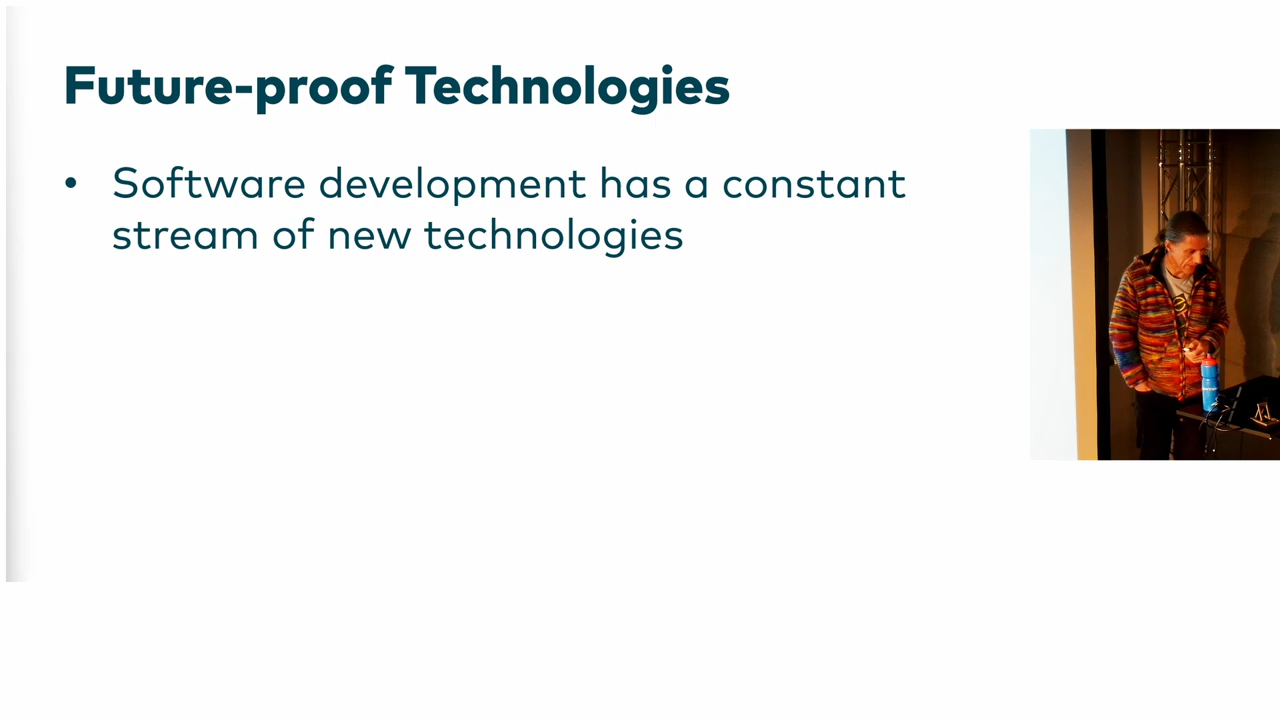 Future-proof Technologies
• Software development has a constant
stream of new technologies